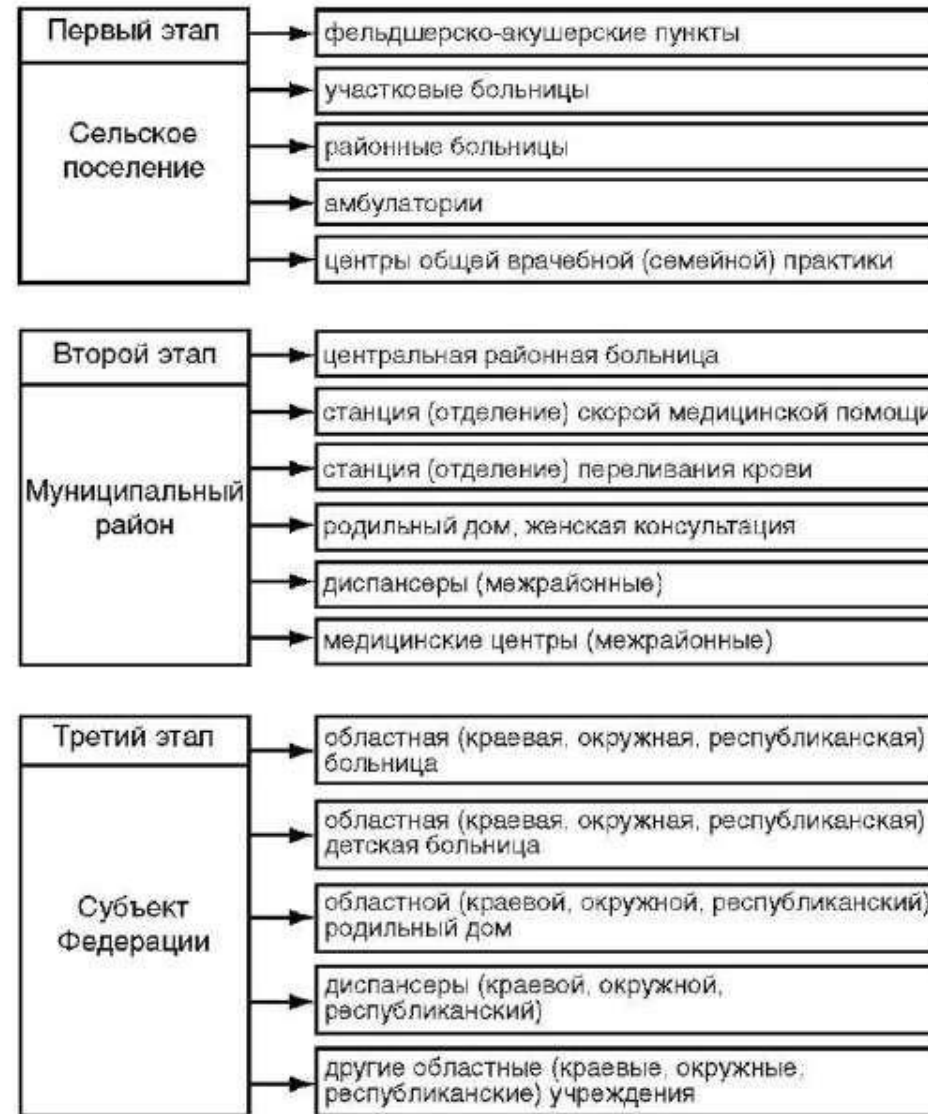 Первый этап
фельдшерско-акушерские пункты
участковые больницы
Сельское
поселение
районные больницы
амбулатории
центры общей врачебной (семейной) практики
Второй этап
центральная районная больница
станция (отделение) скорой медицинской помощи
станция (отделение) переливания крови
Муниципальный
район
родильный дом, женская консультация
диспансеры (межрайонные)
медицинские центры (межрайонные)
Третий этап
областная (краевая, окружная, республиканская)
больница
областная (краевая, окружная, республиканская)
детская больница
Субъект
Федерации
областной (краевой, окружной, республиканский)
родильный дом
диспансеры (краевой, окружной,
республиканский)
другие областные (краевые, окружные,
республиканские) учреждения